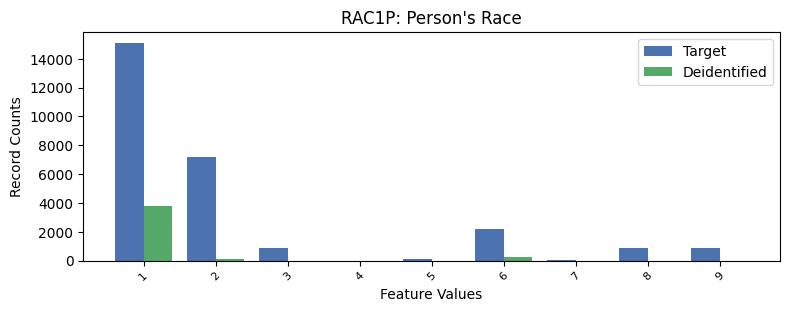 RAC1P: Person's Race
Record Counts
14000
12000
10000
8000
6000
4000
2000
0
Target
Deidentified
1 2 3 4 5 6 7 8 9
Feature Values